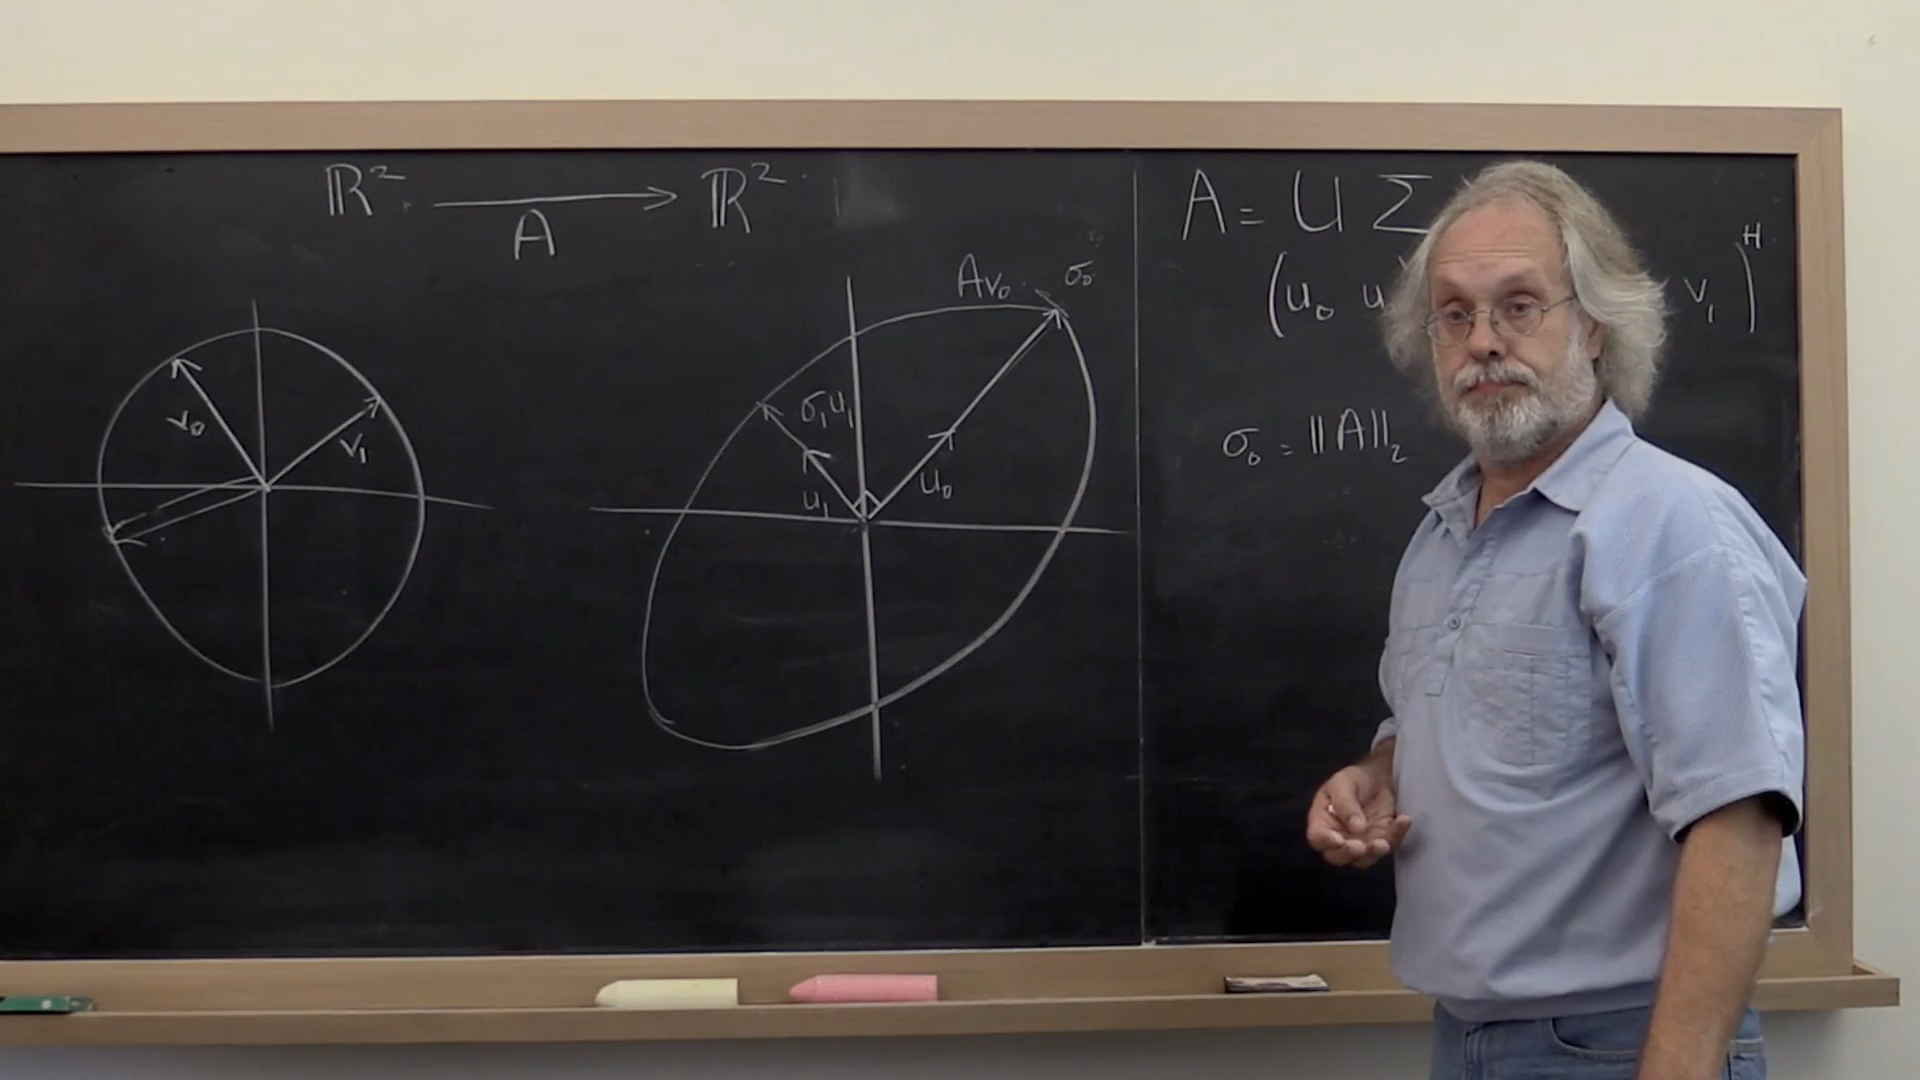 ℝ² → ℝ²
A
A = U Σ
(u₀ u v₁)ᴴ
Av₀ σ₀
v₀ v₁
σ₁u₁
u₁ u₀
σ₀ = ‖A‖₂